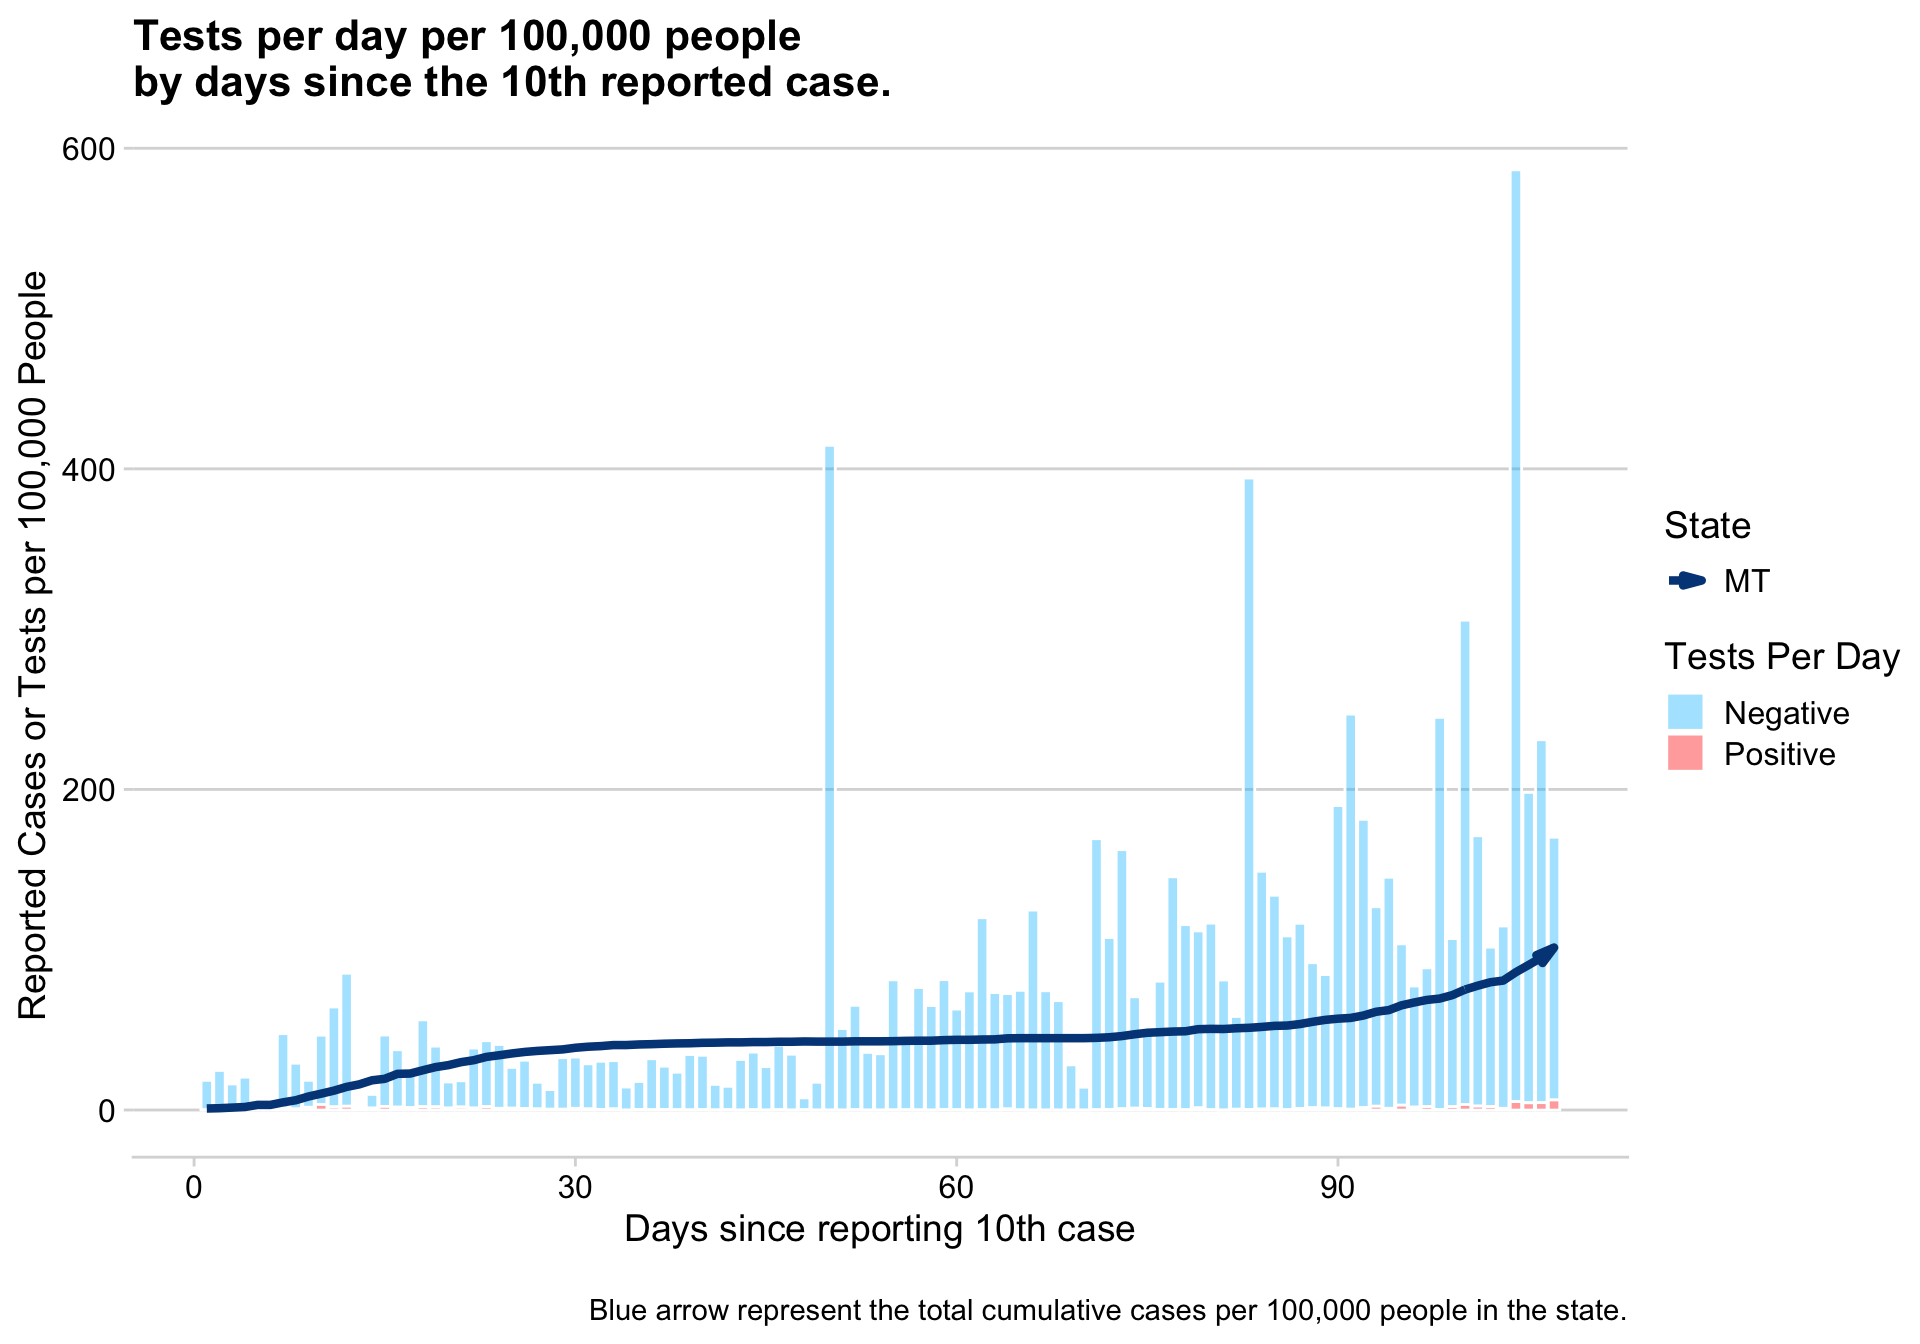 Tests per day per 100,000 people
by days since the 10th reported case.
Reported Cases or Tests per 100,000 People
600
400
200
0
0
30
60
90
Days since reporting 10th case
State
MT
Tests Per Day
Negative
Positive
Blue arrow represent the total cumulative cases per 100,000 people in the state.